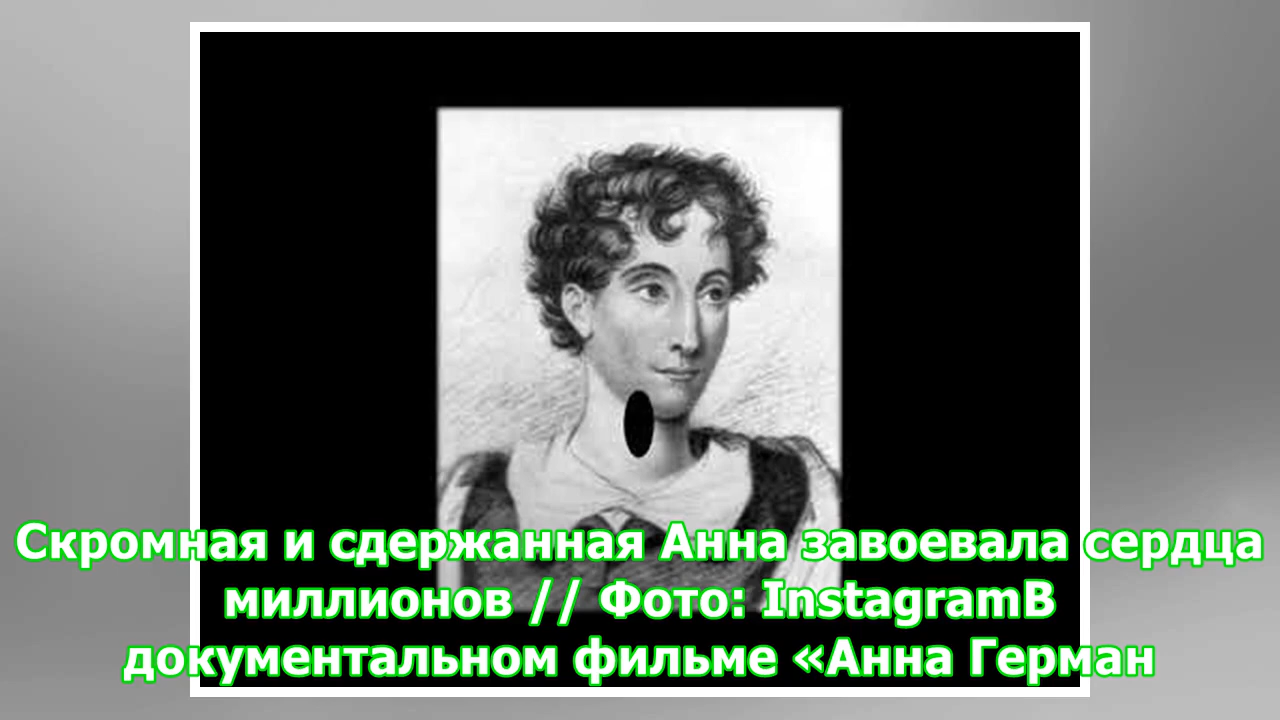 Скромная и сдержанная Анна завоевала сердца
миллионов // Фото: InstagramВ
документальном фильме «Анна Герман